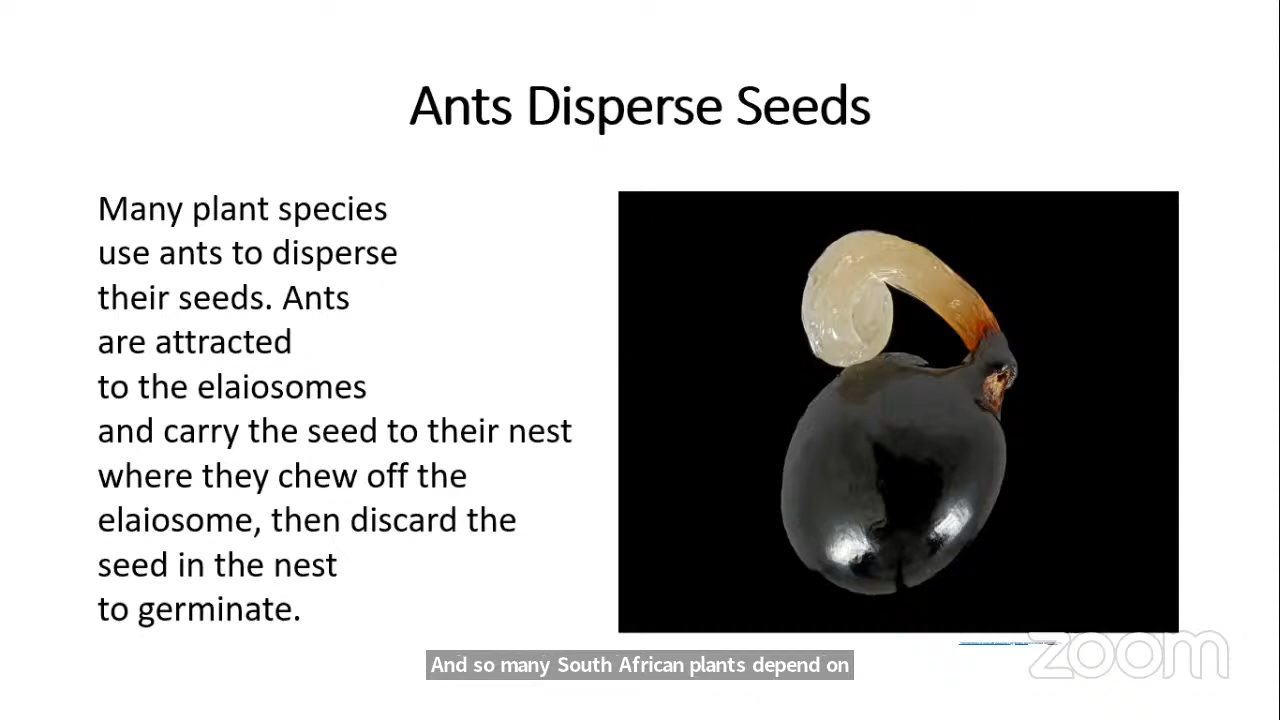 Ants Disperse Seeds
Many plant species
use ants to disperse
their seeds. Ants
are attracted
to the elaiosomes
and carry the seed to their nest
where they chew off the
elaiosome, then discard the
seed in the nest
to germinate.
And so many South African plants depend on
zoom